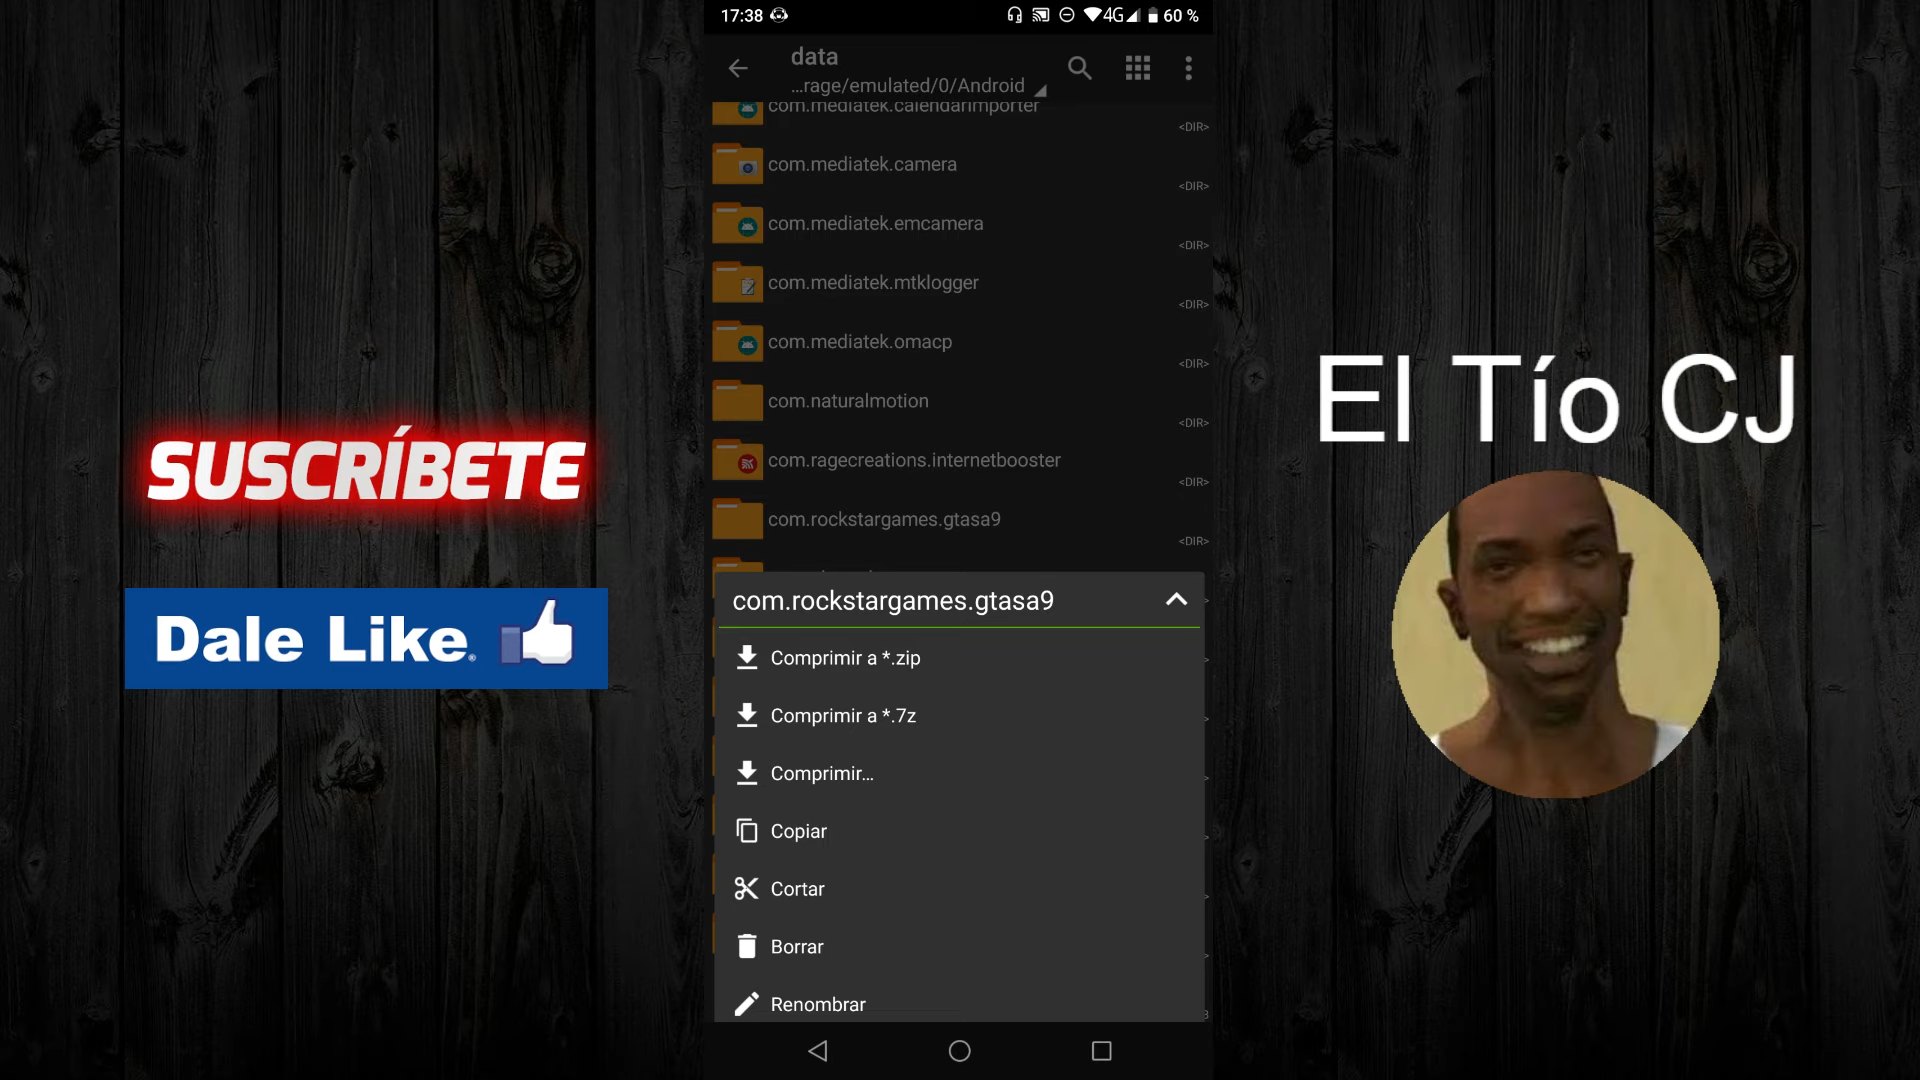 17:38
4G
60 %
data
...rage/emulated/0/Android
com.mediatek.calendarimporter
<DIR>
com.mediatek.camera
<DIR>
com.mediatek.emcamera
<DIR>
com.mediatek.mtklogger
<DIR>
com.mediatek.omacp
<DIR>
com.naturalmotion
<DIR>
com.ragecreations.internetbooster
<DIR>
com.rockstargames.gtasa9
<DIR>
com.rockstargames.gtasa9
Comprimir a *.zip
Comprimir a *.7z
Comprimir...
Copiar
Cortar
Borrar
Renombrar
SUSCRÍBETE
Dale Like.
El Tío CJ